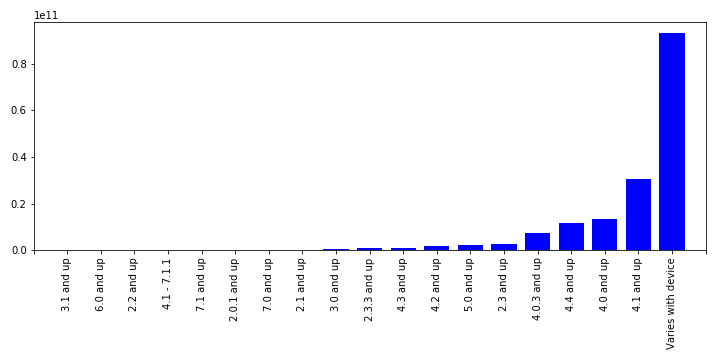 1e11
0.8
0.6
0.4
0.2
0.0
3.1 and up
6.0 and up
2.2 and up
4.1 - 7.1.1
7.1 and up
2.0.1 and up
7.0 and up
2.1 and up
3.0 and up
2.3.3 and up
4.3 and up
4.2 and up
5.0 and up
2.3 and up
4.0.3 and up
4.4 and up
4.0 and up
4.1 and up
Varies with device